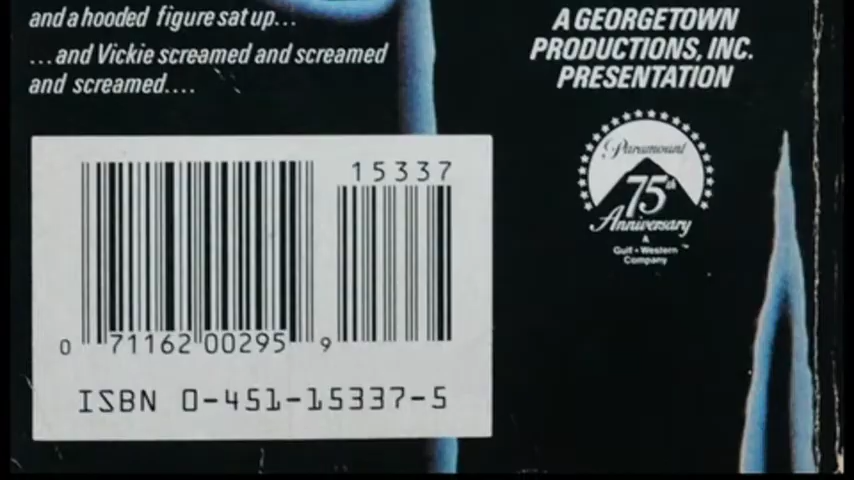 and a hooded figure sat up...
...and Vickie screamed and screamed
and screamed....
A GEORGETOWN
PRODUCTIONS, INC.
PRESENTATION
Paramount
75th
Anniversary
A
Gulf+Western
Company
15337
0 71162 00295 9
ISBN 0-451-15337-5